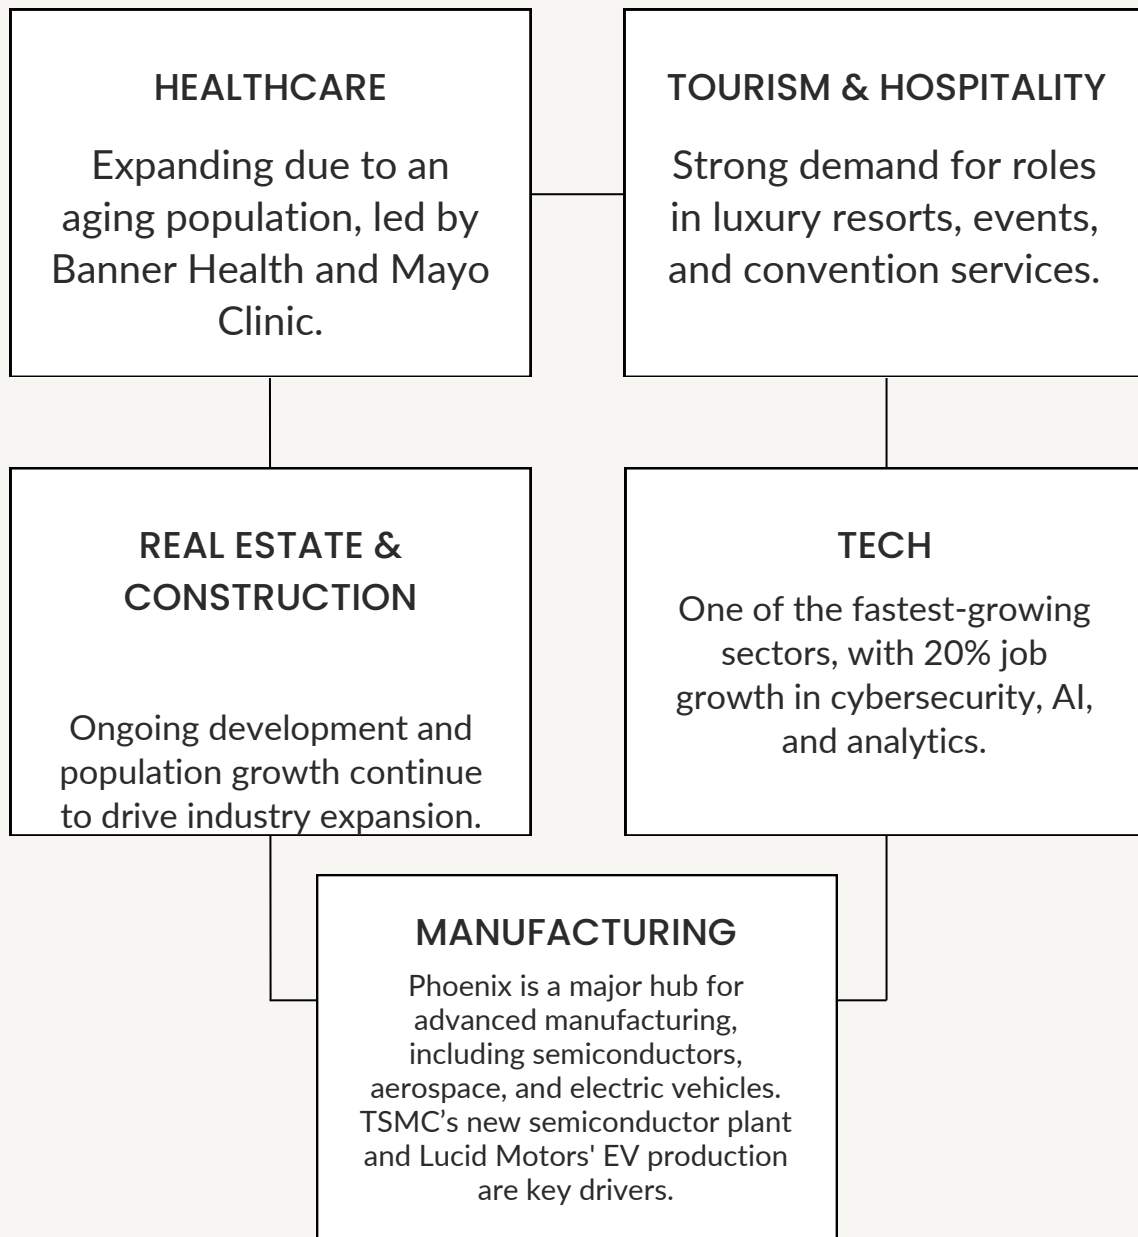 HEALTHCARE
Expanding due to an
aging population, led by
Banner Health and Mayo
Clinic.
TOURISM & HOSPITALITY
Strong demand for roles
in luxury resorts, events,
and convention services.
REAL ESTATE &
CONSTRUCTION
Ongoing development and
population growth continue
to drive industry expansion.
TECH
One of the fastest-growing
sectors, with 20% job
growth in cybersecurity, AI,
and analytics.
MANUFACTURING
Phoenix is a major hub for
advanced manufacturing,
including semiconductors,
aerospace, and electric vehicles.
TSMC’s new semiconductor plant
and Lucid Motors' EV production
are key drivers.